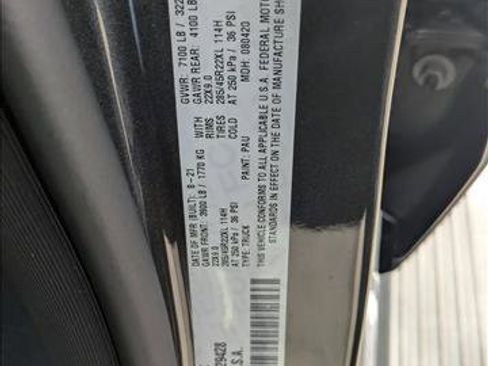 DATE OF MFR (BUILT): 8-21 GVWR: 7100 LB / 322
GAWR FRONT: 3900 LB / 1770 KG WITH GAWR REAR: 4100 LB
22X9.0 RIMS 22X9.0
285/45R22XL 114H TIRES 285/45R22XL 114H
AT 250 kPa / 36 PSI COLD AT 250 kPa / 36 PSI
TYPE: TRUCK PAINT: PAU MDH: 080420
THIS VEHICLE CONFORMS TO ALL APPLICABLE U.S.A. FEDERAL MOTOR
STANDARDS IN EFFECT ON THE DATE OF MANUFACTURE SH
29428
S.A.